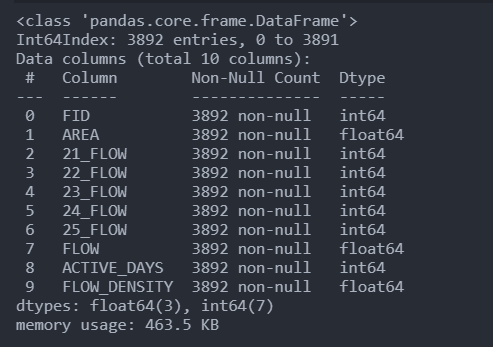 <class 'pandas.core.frame.DataFrame'>
Int64Index: 3892 entries, 0 to 3891
Data columns (total 10 columns):
 #   Column        Non-Null Count  Dtype
---  ------        --------------  -----
 0   FID           3892 non-null   int64
 1   AREA          3892 non-null   float64
 2   21_FLOW       3892 non-null   int64
 3   22_FLOW       3892 non-null   int64
 4   23_FLOW       3892 non-null   int64
 5   24_FLOW       3892 non-null   int64
 6   25_FLOW       3892 non-null   int64
 7   FLOW          3892 non-null   float64
 8   ACTIVE_DAYS   3892 non-null   int64
 9   FLOW_DENSITY  3892 non-null   float64
dtypes: float64(3), int64(7)
memory usage: 463.5 KB